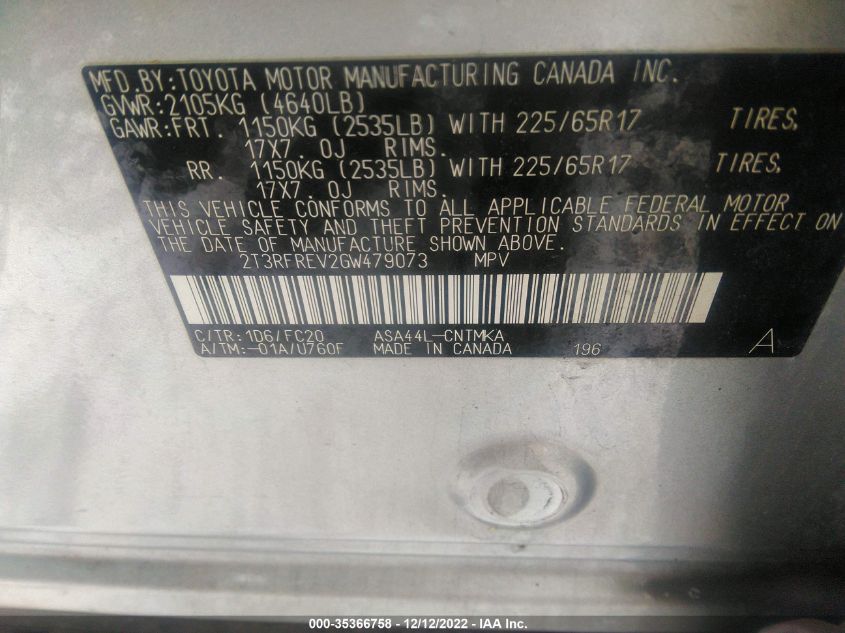 MFD.BY:TOYOTA MOTOR MANUFACTURING CANADA INC.
GVWR:2105KG (4640LB)
GAWR:FRT. 1150KG (2535LB) WITH 225/65R17 TIRES,
17X7. 0J RIMS.
RR. 1150KG (2535LB) WITH 225/65R17 TIRES,
17X7. 0J RIMS.
THIS VEHICLE CONFORMS TO ALL APPLICABLE FEDERAL MOTOR
VEHICLE SAFETY AND THEFT PREVENTION STANDARDS IN EFFECT ON
THE DATE OF MANUFACTURE SHOWN ABOVE.
2T3RFREV2GW479073 MPV
C/TR:1D6/FC20 ASA44L-CNTMKA
A/TM:-01A/U760F MADE IN CANADA 196 A
000-35366758 - 12/12/2022 - IAA Inc.